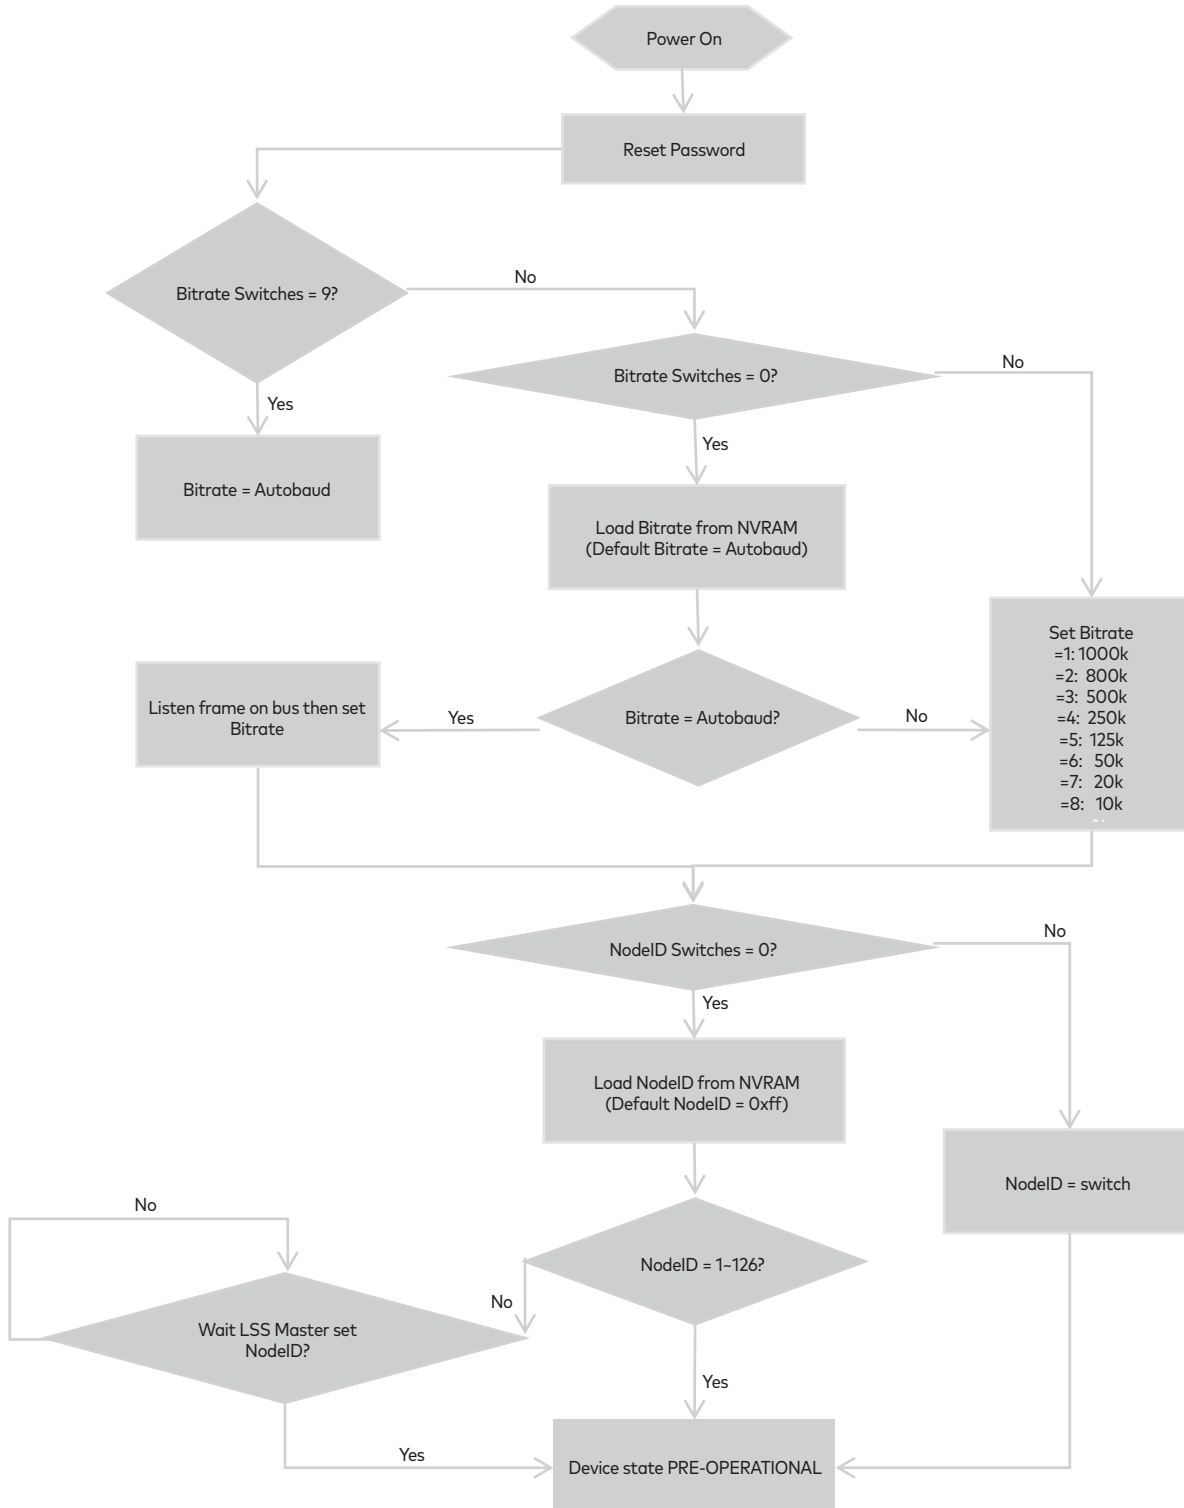 Power On
Reset Password
Bitrate Switches = 9?
No
Bitrate Switches = 0?
No
Yes
Yes
Bitrate = Autobaud
Load Bitrate from NVRAM
(Default Bitrate = Autobaud)
Set Bitrate
=1: 1000k
=2: 800k
=3: 500k
=4: 250k
=5: 125k
=6: 50k
=7: 20k
=8: 10k
Listen frame on bus then set
Bitrate
Yes
Bitrate = Autobaud?
No
NodeID Switches = 0?
No
Yes
Load NodeID from NVRAM
(Default NodeID = 0xff)
NodeID = switch
No
NodeID = 1~126?
No
Wait LSS Master set
NodeID?
Yes
Yes
Device state PRE-OPERATIONAL